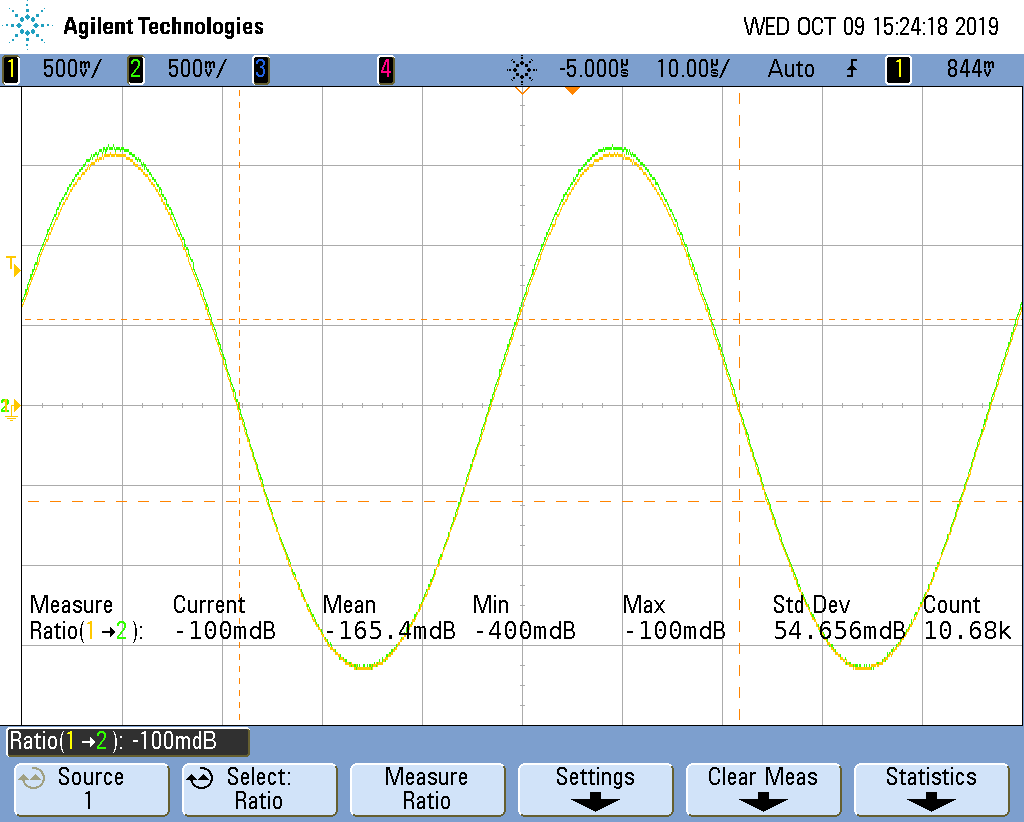 Agilent Technologies WED OCT 09 15:24:18 2019
1 500mV/ 2 500mV/ 3 4 -5.000µs 10.00µs/ Auto 1 844mV
T
2
Measure Current Mean Min Max Std Dev Count
Ratio(1→2): -100mdB -165.4mdB -400mdB -100mdB 54.656mdB 10.68k
Ratio(1→2): -100mdB
Source Select: Measure Settings Clear Meas Statistics
1 Ratio Ratio